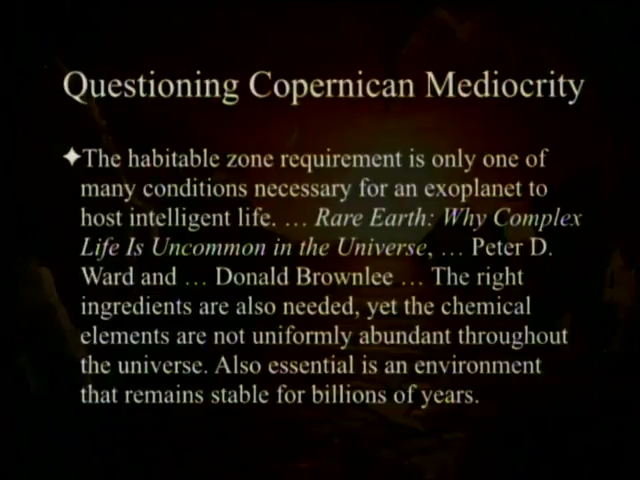 Questioning Copernican Mediocrity
✦The habitable zone requirement is only one of
many conditions necessary for an exoplanet to
host intelligent life. … Rare Earth: Why Complex
Life Is Uncommon in the Universe, … Peter D.
Ward and … Donald Brownlee … The right
ingredients are also needed, yet the chemical
elements are not uniformly abundant throughout
the universe. Also essential is an environment
that remains stable for billions of years.